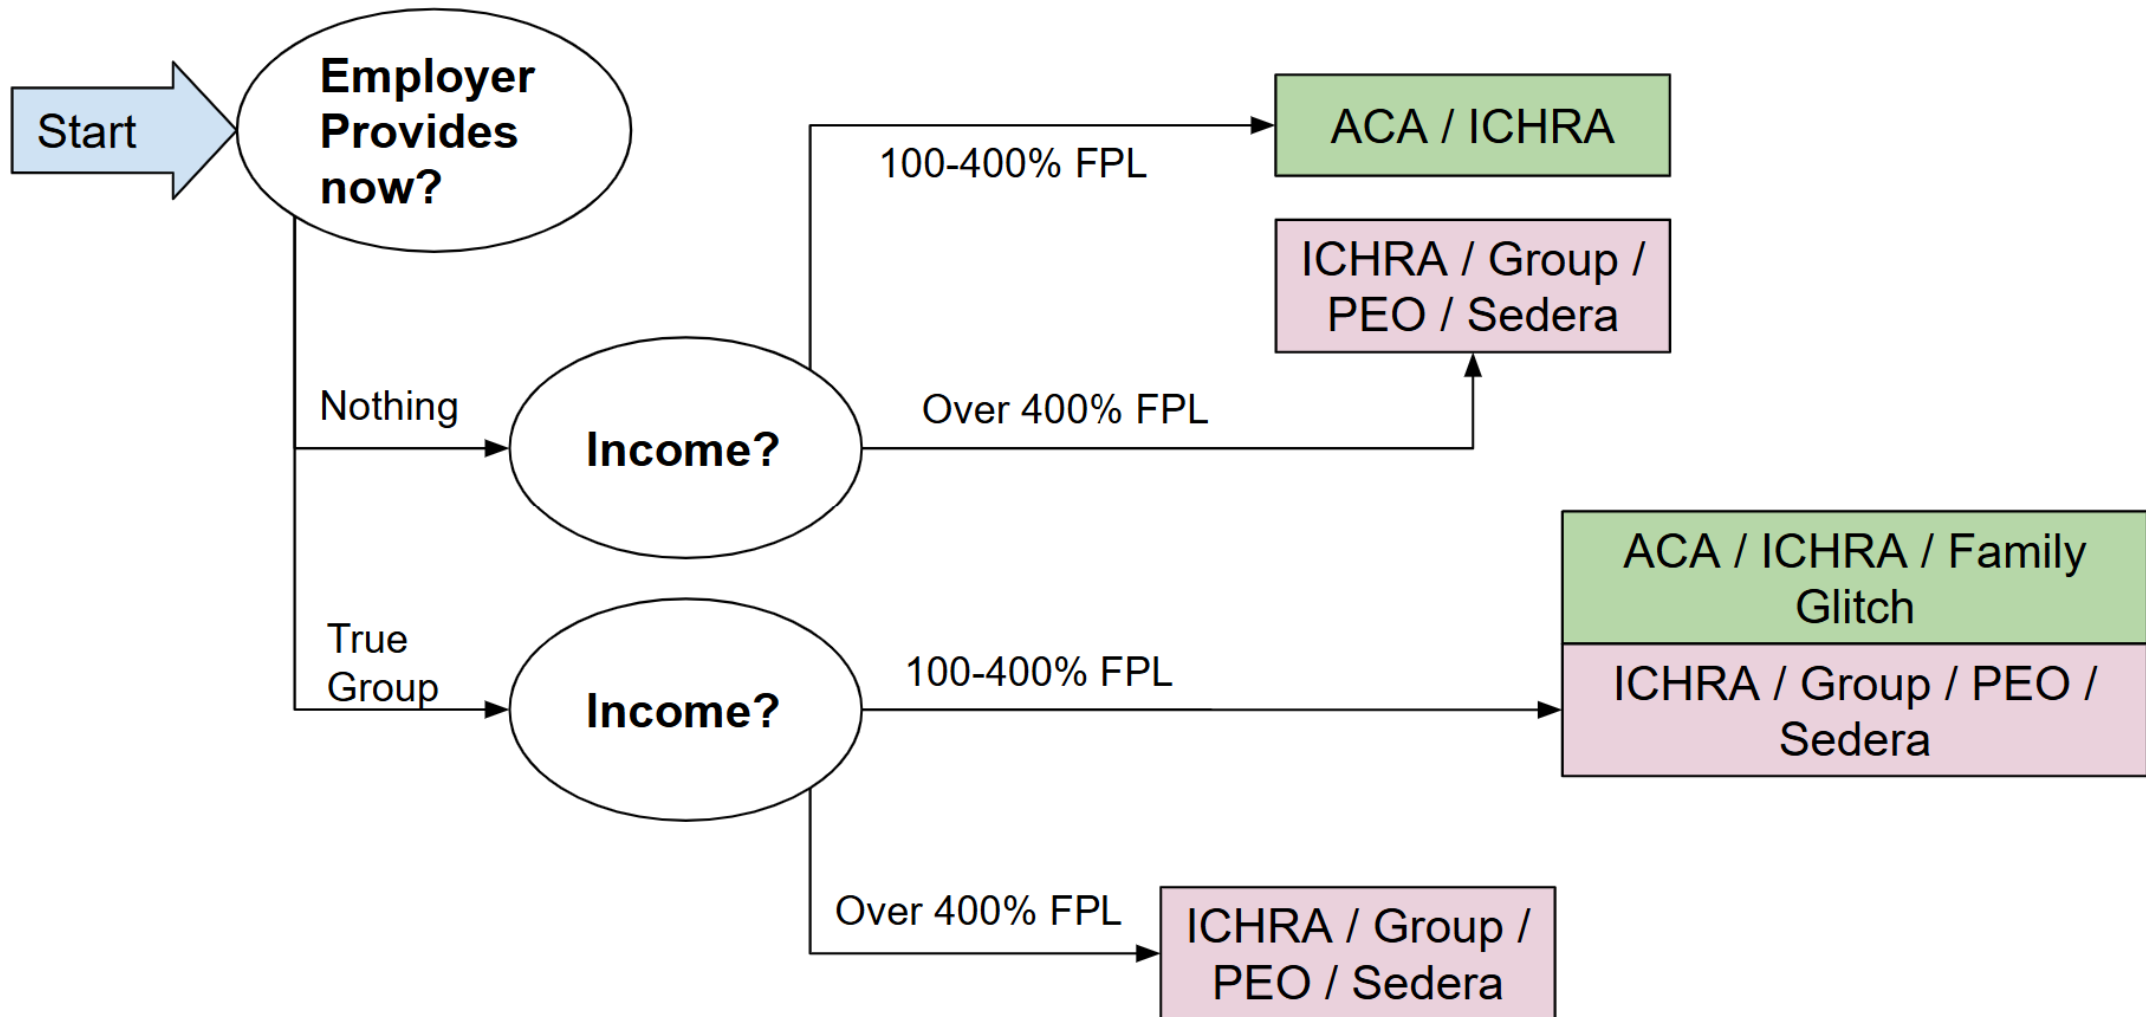 Start
Employer
Provides
now?
100-400% FPL
ACA / ICHRA
ICHRA / Group /
PEO / Sedera
Nothing
Income?
Over 400% FPL
True
Group
Income?
100-400% FPL
ACA / ICHRA / Family
Glitch
ICHRA / Group / PEO /
Sedera
Over 400% FPL
ICHRA / Group /
PEO / Sedera